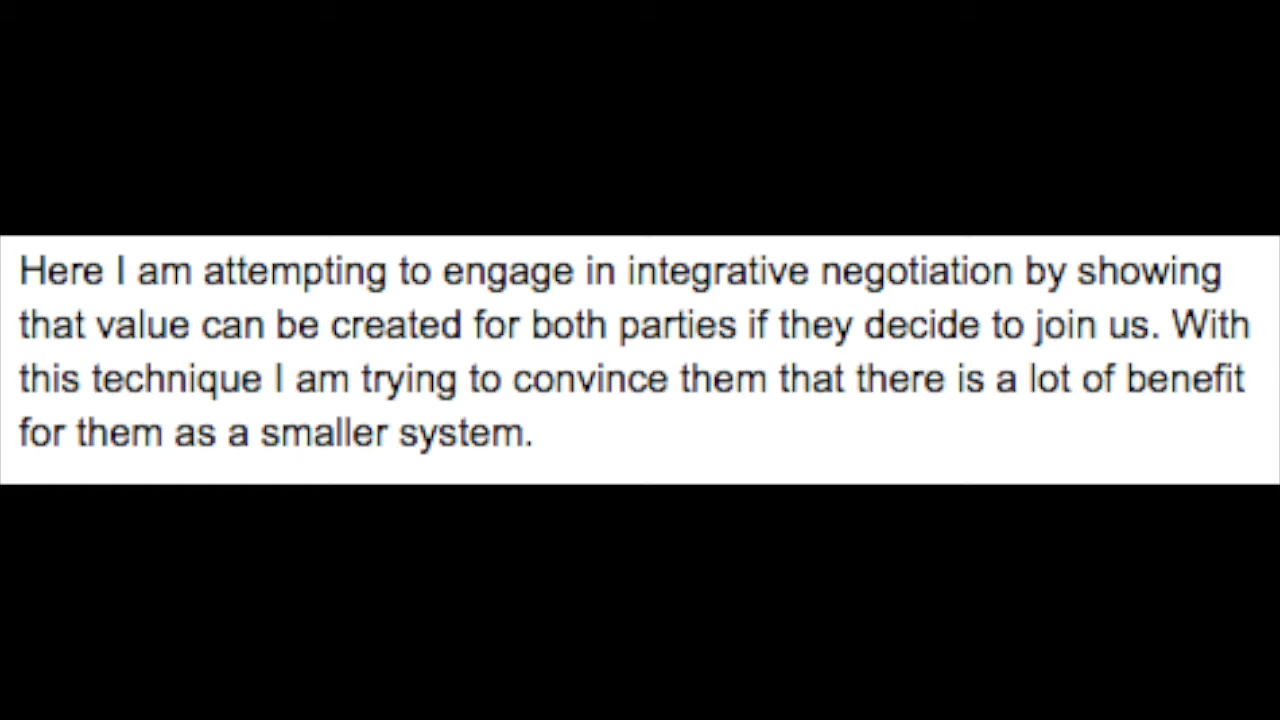 Here I am attempting to engage in integrative negotiation by showing
that value can be created for both parties if they decide to join us. With
this technique I am trying to convince them that there is a lot of benefit
for them as a smaller system.